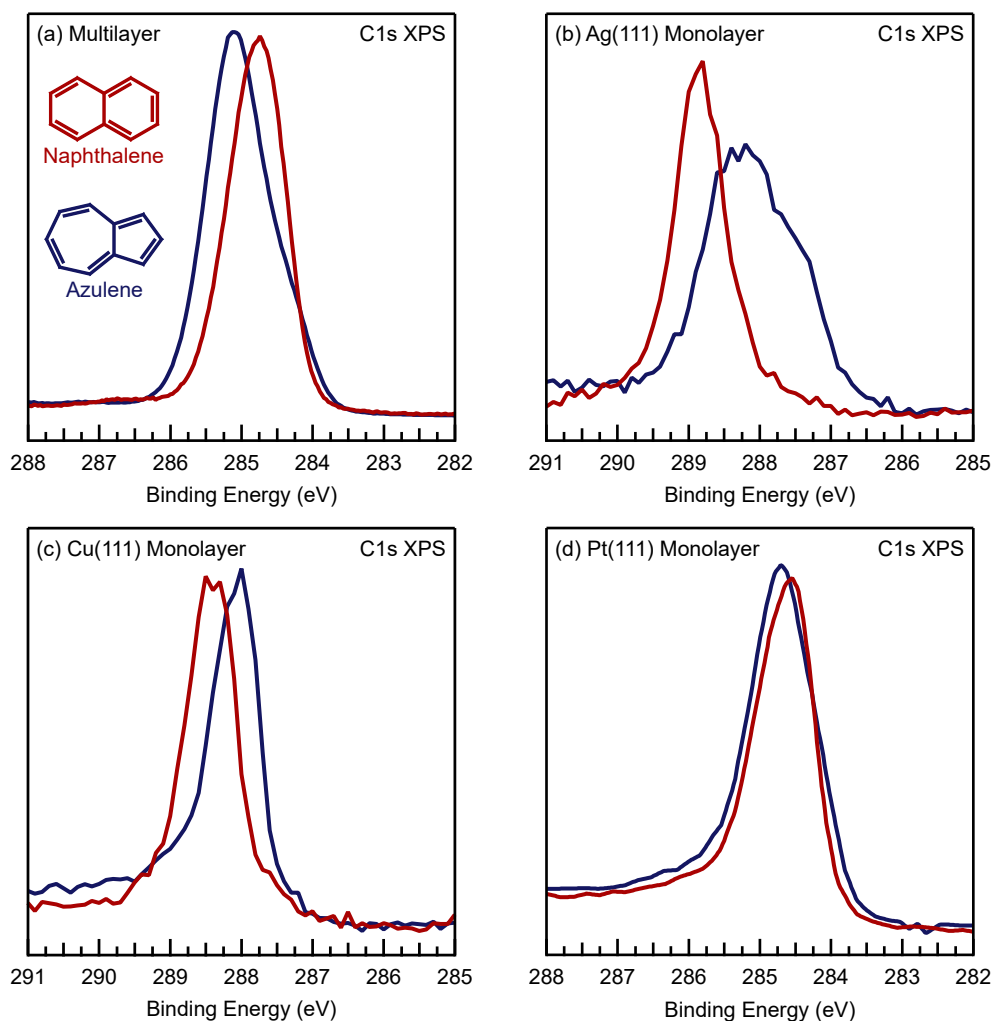 (a) Multilayer C1s XPS
Naphthalene
Azulene
288 287 286 285 284 283 282
Binding Energy (eV)
(b) Ag(111) Monolayer C1s XPS
291 290 289 288 287 286 285
Binding Energy (eV)
(c) Cu(111) Monolayer C1s XPS
291 290 289 288 287 286 285
Binding Energy (eV)
(d) Pt(111) Monolayer C1s XPS
288 287 286 285 284 283 282
Binding Energy (eV)